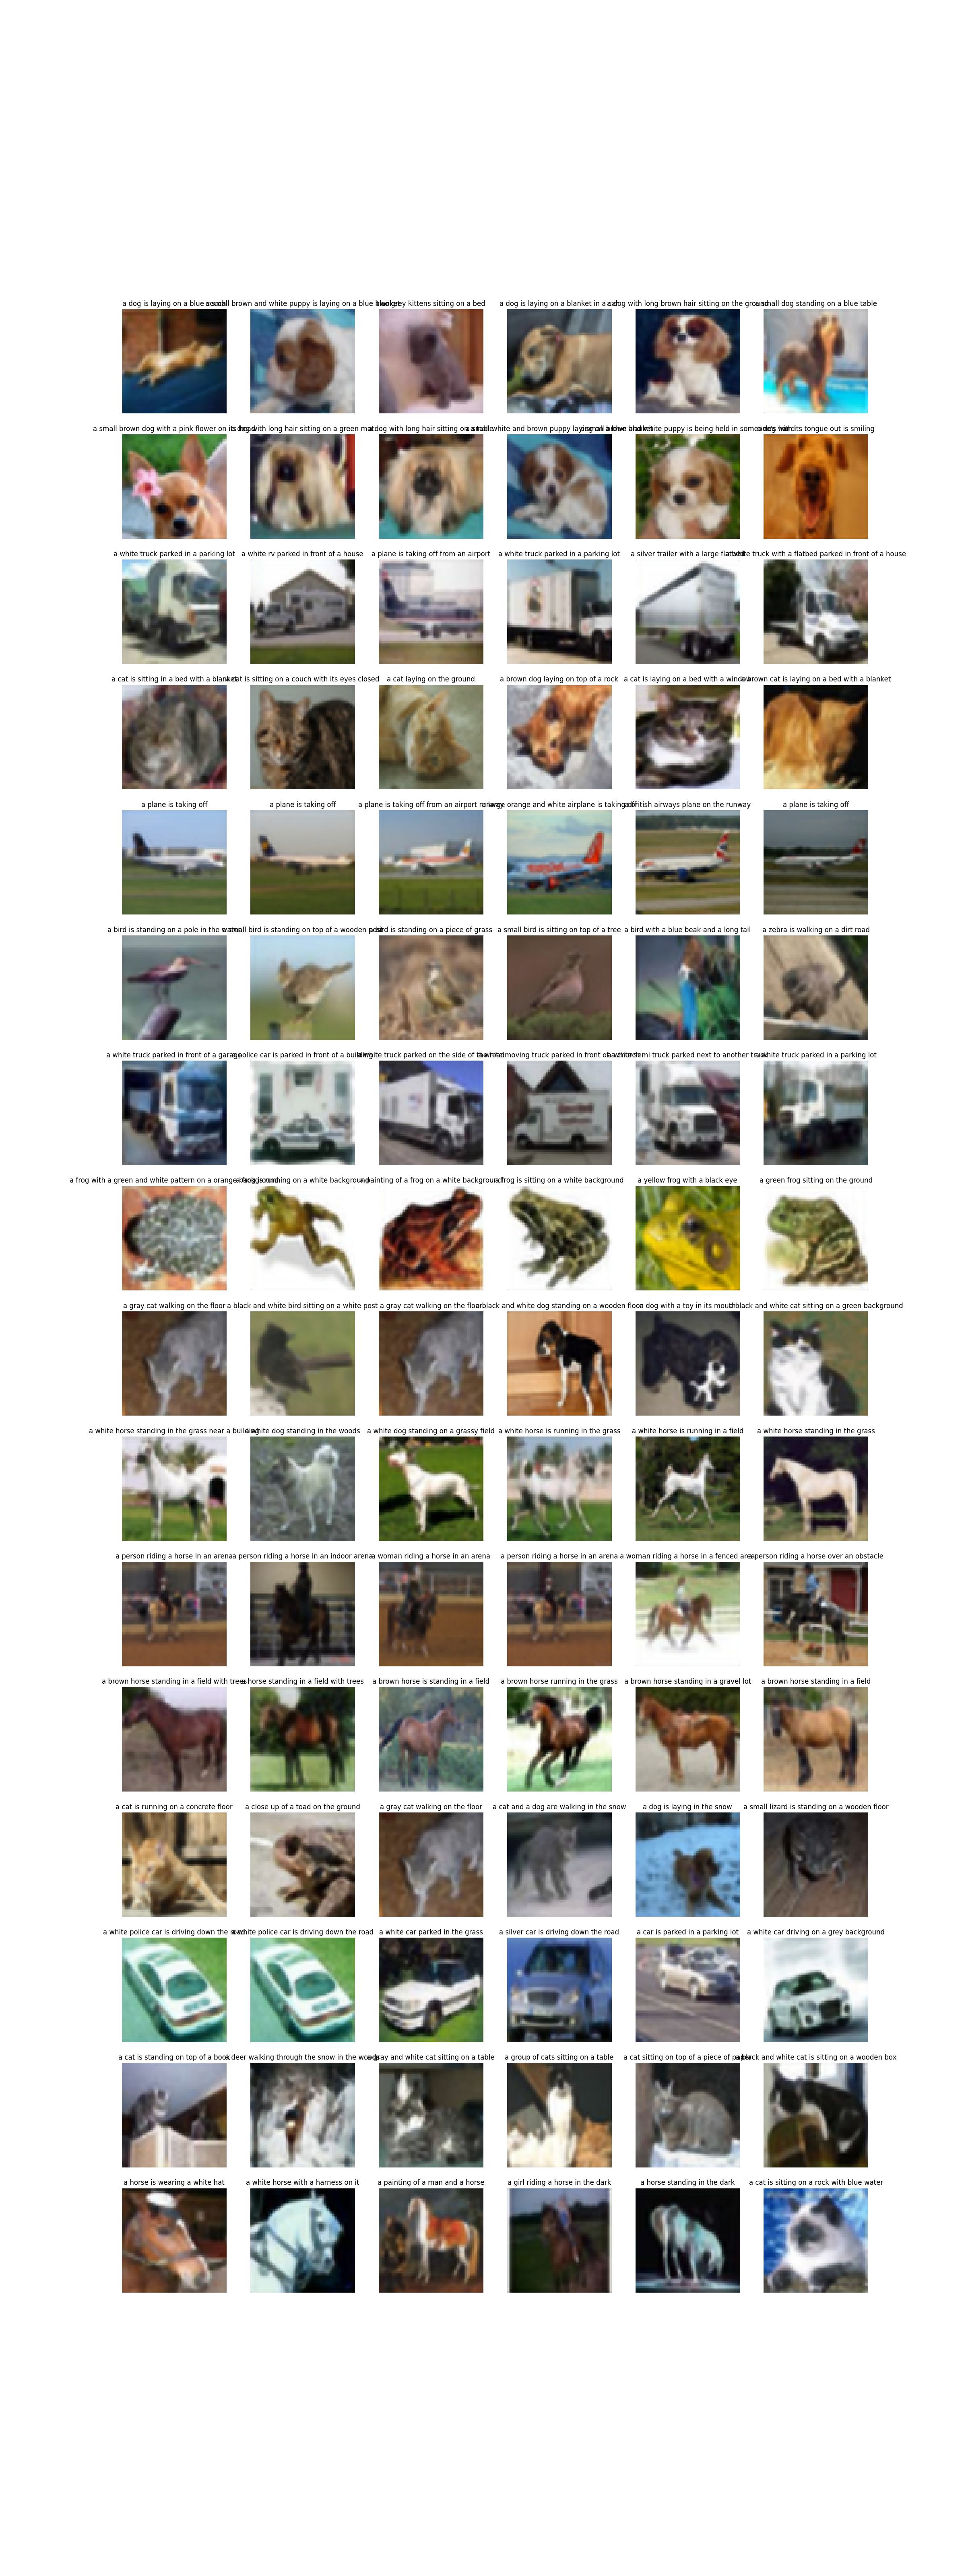 a dog is laying on a blue couch
a small brown and white puppy is laying on a blue blanket
two grey kittens sitting on a bed
a dog is laying on a blanket in a car
a dog with long brown hair sitting on the ground
a small dog standing on a blue table
a small brown dog with a pink flower on its head
a dog with long hair sitting on a green mat
a dog with long hair sitting on a table
a small white and brown puppy laying on a blue blanket
a small brown and white puppy is being held in someone's hand
a dog with its tongue out is smiling
a white truck parked in a parking lot
a white rv parked in front of a house
a plane is taking off from an airport
a white truck parked in a parking lot
a silver trailer with a large flatbed
a white truck with a flatbed parked in front of a house
a cat is sitting in a bed with a blanket
a cat is sitting on a couch with its eyes closed
a cat laying on the ground
a brown dog laying on top of a rock
a cat is laying on a bed with a window
a brown cat is laying on a bed with a blanket
a plane is taking off
a plane is taking off
a plane is taking off from an airport runway
a large orange and white airplane is taking off
a british airways plane on the runway
a plane is taking off
a bird is standing on a pole in the water
a small bird is standing on top of a wooden post
a bird is standing on a piece of grass
a small bird is sitting on top of a tree
a bird with a blue beak and a long tail
a zebra is walking on a dirt road
a white truck parked in front of a garage
a police car is parked in front of a building
a white truck parked on the side of the road
a white moving truck parked in front of a
a white semi truck parked next to another truck
a white truck parked in a parking lot
a frog with a green and white pattern on a orange background
a frog is running on a white background
a painting of a frog on a white background
a frog is sitting on a white background
a yellow frog with a black eye
a green frog sitting on the ground
a gray cat walking on the floor
a black and white bird sitting on a white post
a gray cat walking on the floor
a black and white dog standing on a wooden floor
a dog with a toy in its mouth
a black and white cat sitting on a green background
a white horse standing in the grass near a building
a white dog standing in the woods
a white dog standing on a grassy field
a white horse is running in the grass
a white horse is running in a field
a white horse standing in the grass
a person riding a horse in an arena
a person riding a horse in an indoor arena
a woman riding a horse in an arena
a person riding a horse in an arena
a woman riding a horse in a fenced area
a person riding a horse over an obstacle
a brown horse standing in a field with trees
a horse standing in a field with trees
a brown horse is standing in a field
a brown horse running in the grass
a brown horse standing in a gravel lot
a brown horse standing in a field
a cat is running on a concrete floor
a close up of a toad on the ground
a gray cat walking on the floor
a cat and a dog are walking in the snow
a dog is laying in the snow
a small lizard is standing on a wooden floor
a white police car is driving down the road
a white police car is driving down the road
a white car parked in the grass
a silver car is driving down the road
a car is parked in a parking lot
a white car driving on a grey background
a cat is standing on top of a book
a deer walking through the snow in the woods
a gray and white cat sitting on a table
a group of cats sitting on a table
a cat sitting on top of a piece of paper
a black and white cat is sitting on a wooden box
a horse is wearing a white hat
a white horse with a harness on it
a painting of a man and a horse
a girl riding a horse in the dark
a horse standing in the dark
a cat is sitting on a rock with blue water